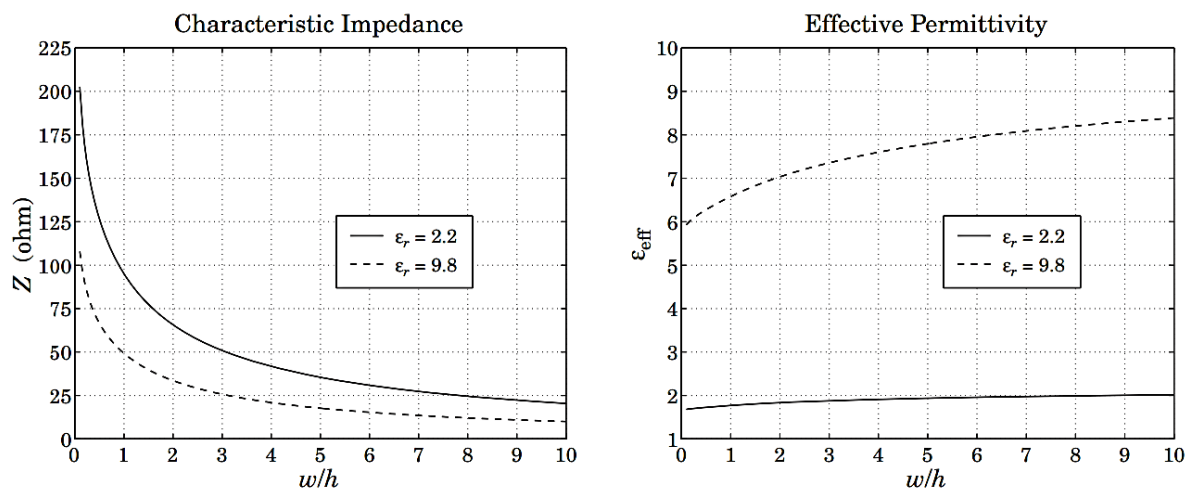 Characteristic Impedance
225
200
175
150
125
100
75
50
25
0
Z (ohm)
εr = 2.2
εr = 9.8
0 1 2 3 4 5 6 7 8 9 10
w/h
Effective Permittivity
10
9
8
7
6
5
4
3
2
1
εeff
εr = 2.2
εr = 9.8
0 1 2 3 4 5 6 7 8 9 10
w/h